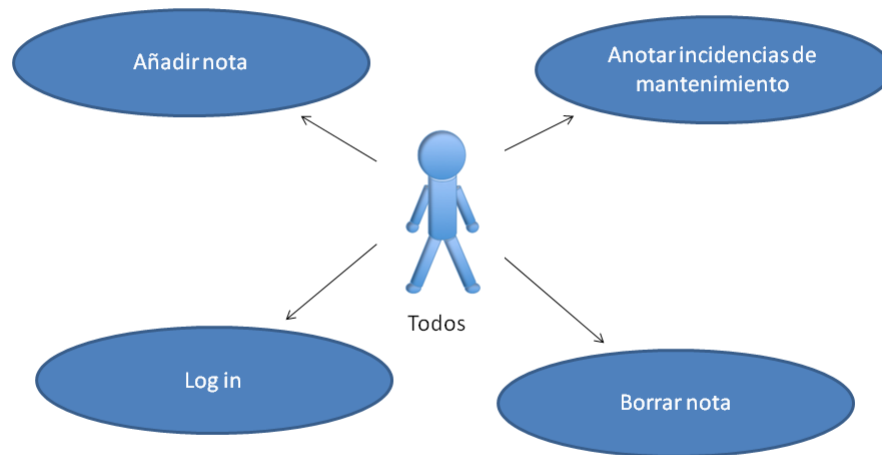 Añadir nota
Anotar incidencias de
mantenimiento
Todos
Log in
Borrar nota